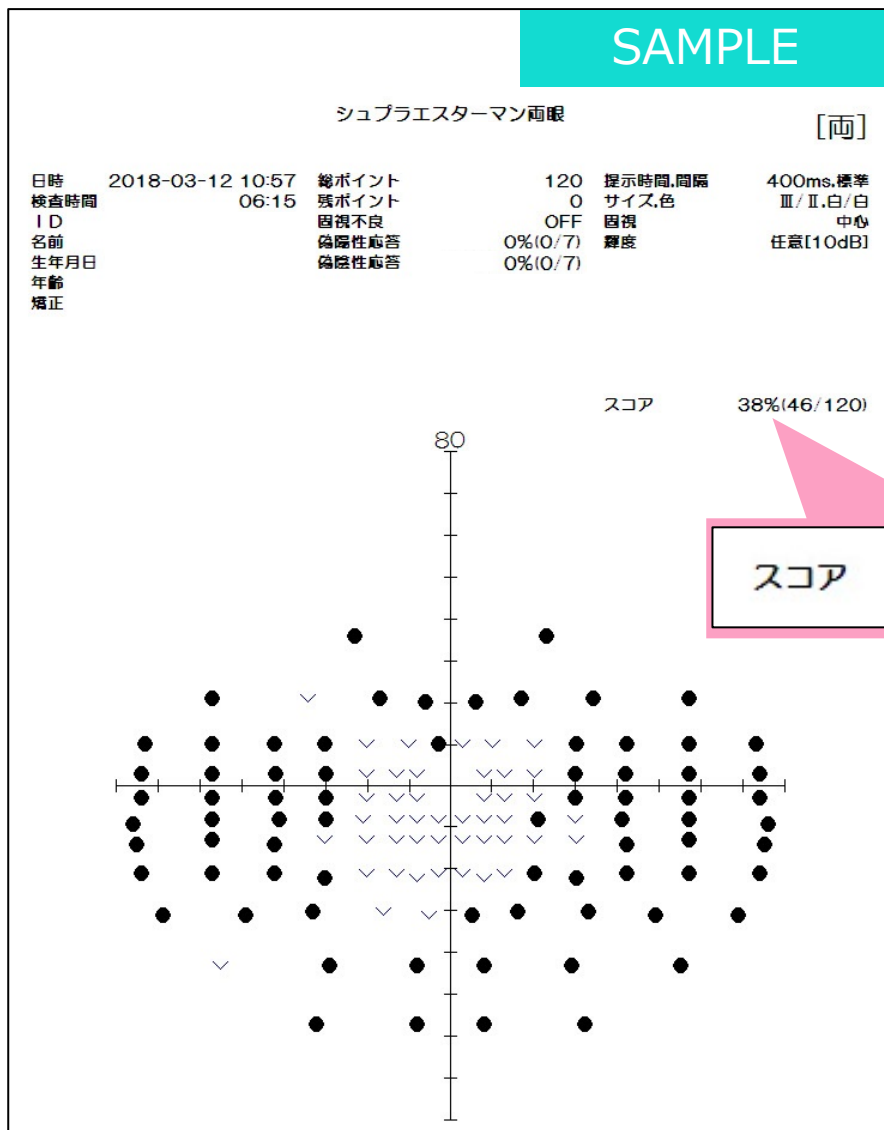 SAMPLE
シュプラエスターマン両眼
[両]
日時 2018-03-12 10:57 総ポイント 120 提示時間.間隔 400ms.標準
検査時間 06:15 残ポイント 0 サイズ.色 Ⅲ/Ⅱ.白/白
ID 固視不良 OFF 固視 中心
名前 偽陽性応答 0%(0/7) 輝度 任意[10dB]
生年月日 偽陰性応答 0%(0/7)
年齢
矯正
スコア 38%(46/120)
80
スコア